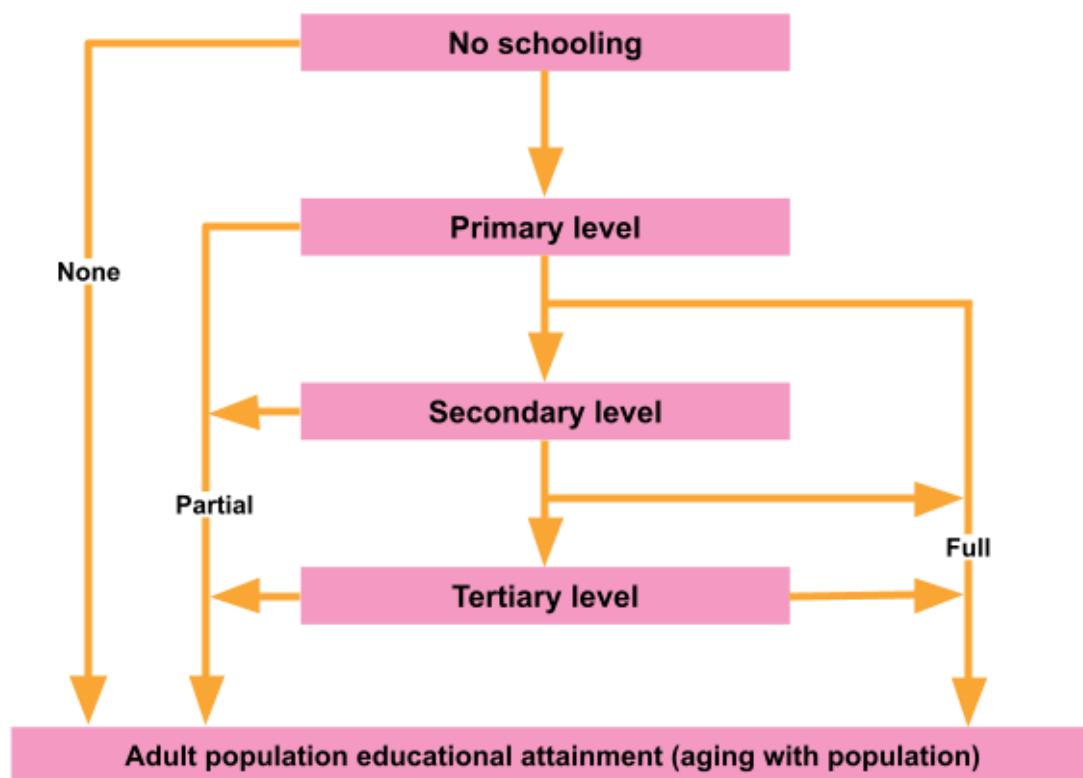 No schooling
Primary level
None
Secondary level
Partial
Full
Tertiary level
Adult population educational attainment (aging with population)